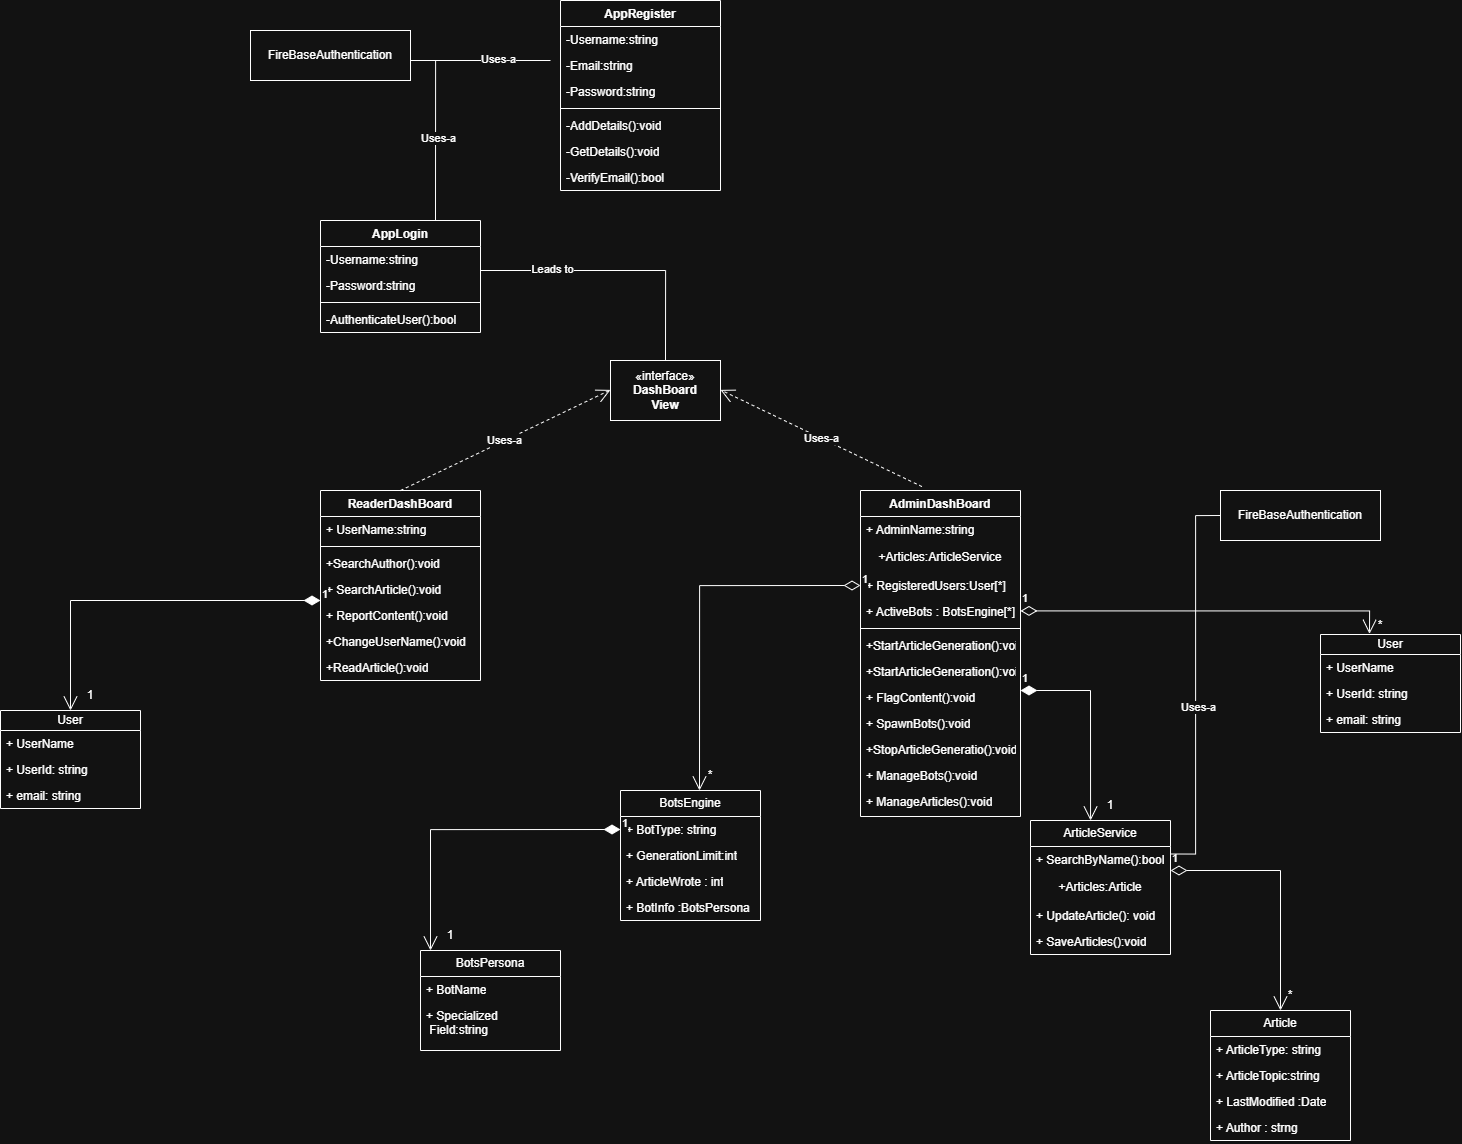 AppRegister
-Username:string
-Email:string
-Password:string
-AddDetails():void
-GetDetails():void
-VerifyEmail():bool
FireBaseAuthentication
Uses-a
Uses-a
AppLogin
-Username:string
-Password:string
-AuthenticateUser():bool
Leads to
«interface»
DashBoard
View
Uses-a
Uses-a
ReaderDashBoard
+ UserName:string
+SearchAuthor():void
+ SearchArticle():void
+ ReportContent():void
+ChangeUserName():void
+ReadArticle():void
1
1
User
+ UserName
+ UserId: string
+ email: string
AdminDashBoard
+ AdminName:string
+Articles:ArticleService
+ RegisteredUsers:User[*]
+ ActiveBots : BotsEngine[*]
+StartArticleGeneration():voi
+StartArticleGeneration():voi
+ FlagContent():void
+ SpawnBots():void
+StopArticleGeneratio():void
+ ManageBots():void
+ ManageArticles():void
1
*
1
*
1
1
FireBaseAuthentication
Uses-a
User
+ UserName
+ UserId: string
+ email: string
BotsEngine
+ BotType: string
+ GenerationLimit:int
+ ArticleWrote : int
+ BotInfo :BotsPersona
1
1
BotsPersona
+ BotName
+ Specialized
Field:string
ArticleService
+ SearchByName():bool
+Articles:Article
+ UpdateArticle(): void
+ SaveArticles():void
1
*
Article
+ ArticleType: string
+ ArticleTopic:string
+ LastModified :Date
+ Author : strng